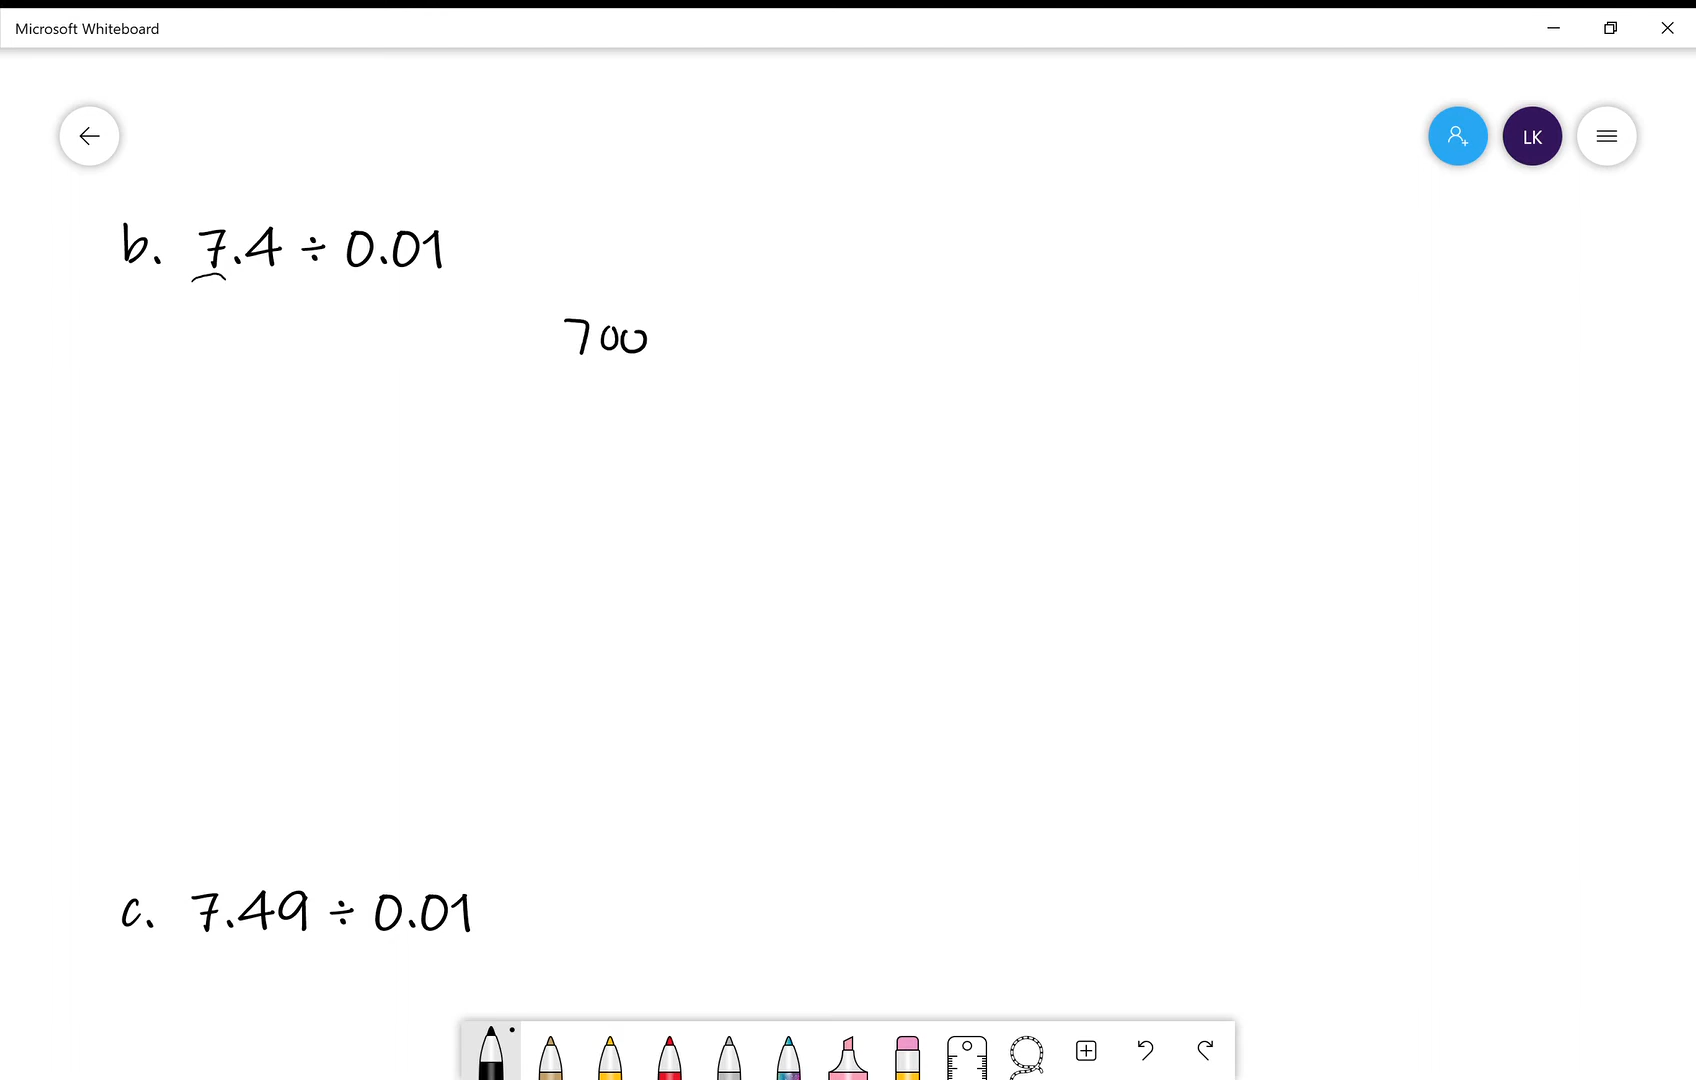 Microsoft Whiteboard
LK
b. 7.4 ÷ 0.01
700
c. 7.49 ÷ 0.01